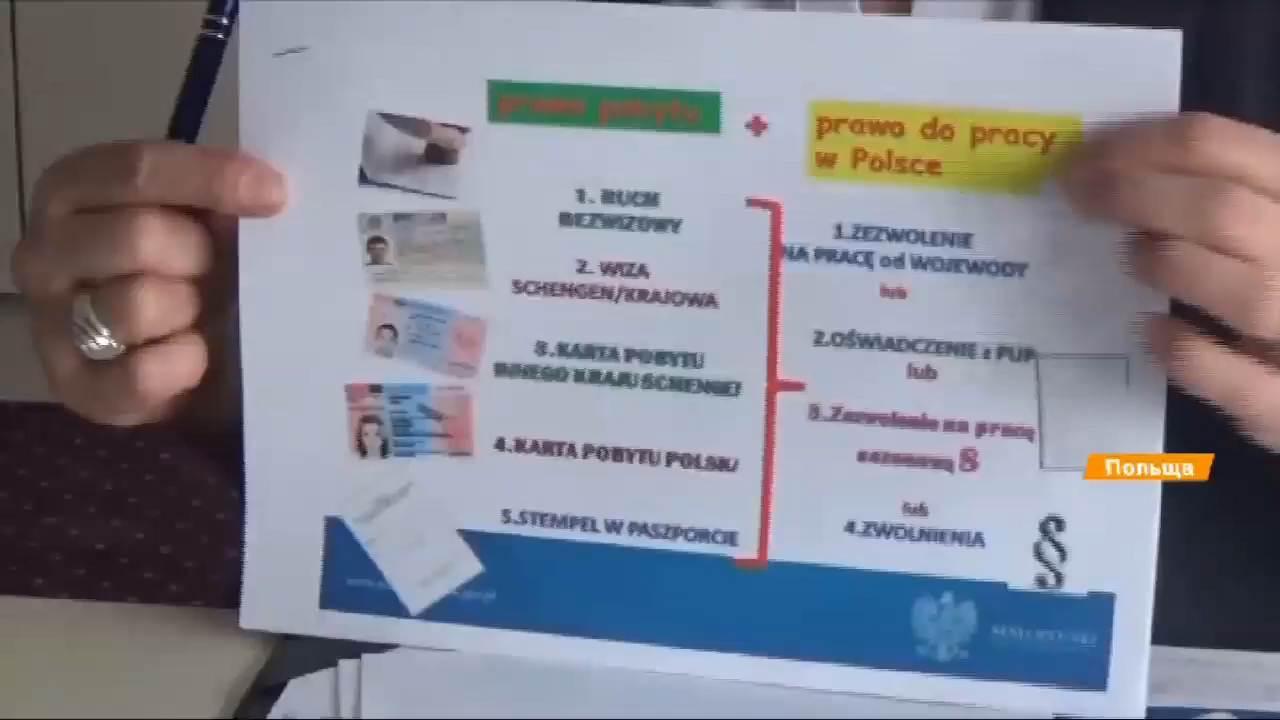 prawo pobytu
+
prawo do pracy
w Polsce
1. RUCH
BEZWIZOWY
2. WIZA
SCHENGEN/KRAJOWA
3.KARTA POBYTU
INNEGO KRAJU SCHENGEN
4.KARTA POBYTU POLSKA
5.STEMPEL W PASZPORCIE
1.ZEZWOLENIE
NA PRACĘ od WOJEWODY
lub
2.OŚWIADCZENIE z PUP
lub
3.Zezwolenie na pracę
sezonową S
lub
4.ZWOLNIENIA
§
Польща